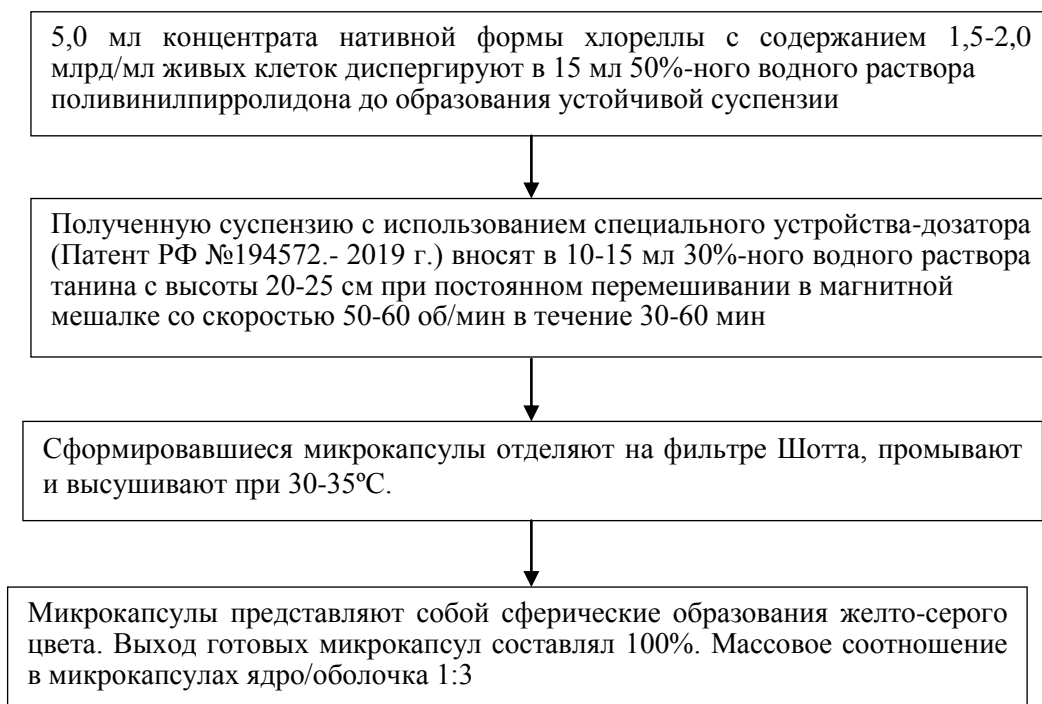 5,0 мл концентрата нативной формы хлореллы с содержанием 1,5-2,0
млрд/мл живых клеток диспергируют в 15 мл 50%-ного водного раствора
поливинилпирролидона до образования устойчивой суспензии
Полученную суспензию с использованием специального устройства-дозатора
(Патент РФ №194572.- 2019 г.) вносят в 10-15 мл 30%-ного водного раствора
танина с высоты 20-25 см при постоянном перемешивании в магнитной
мешалке со скоростью 50-60 об/мин в течение 30-60 мин
Сформировавшиеся микрокапсулы отделяют на фильтре Шотта, промывают
и высушивают при 30-35ºС.
Микрокапсулы представляют собой сферические образования желто-серого
цвета. Выход готовых микрокапсул составлял 100%. Массовое соотношение
в микрокапсулах ядро/оболочка 1:3